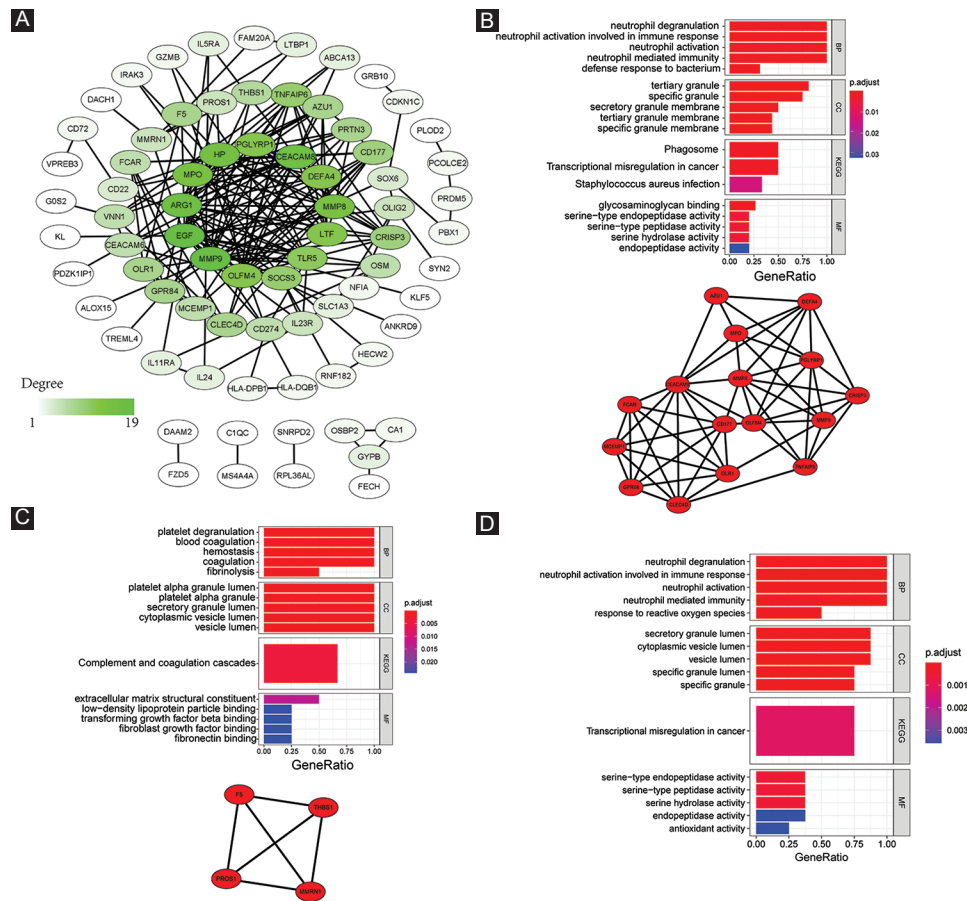 A
FAM20A
IL5RA
LTBP1
GZMB
ABCA13
IRAK3
GRB10
THBS1
TNFAIP6
DACH1
PROS1
AZU1
CDKN1C
F5
CD72
MMRN1
PGLYRP1
PRTN3
PLOD2
HP
CEACAM8
CD177
VPREB3
FCAR
MPO
DEFA4
PCOLCE2
SOX6
CD22
G0S2
ARG1
MMP8
OLIG2
PRDM5
VNN1
KL
EGF
LTF
CRISP3
PBX1
CEACAM6
MMP9
TLR5
PDZK1IP1
OLR1
OLFM4
SOCS3
OSM
SYN2
GPR84
NFIA
ALOX15
MCEMP1
SLC1A3
KLF5
CLEC4D
CD274
IL23R
TREML4
ANKRD9
IL11RA
HECW2
IL24
RNF182
HLA-DPB1
HLA-DQB1
Degree
1
19
DAAM2
C1QC
SNRPD2
OSBP2
CA1
GYPB
FZD5
MS4A4A
RPL36AL
FECH
B
neutrophil degranulation
neutrophil activation involved in immune response
neutrophil activation
neutrophil mediated immunity
defense response to bacterium
BP
tertiary granule
specific granule
secretory granule membrane
tertiary granule membrane
specific granule membrane
CC
p.adjust
0.01
0.02
0.03
Phagosome
Transcriptional misregulation in cancer
Staphylococcus aureus infection
KEGG
glycosaminoglycan binding
serine-type endopeptidase activity
serine-type peptidase activity
serine hydrolase activity
endopeptidase activity
MF
0.00 0.25 0.50 0.75 1.00
GeneRatio
AZU1
DEFA4
MPO
PGLYRP1
CRISP3
FCAR
CD177
OLFM4
MCEMP1
TNFAIP6
OLR1
GPR84
CLEC4D
C
platelet degranulation
blood coagulation
hemostasis
coagulation
fibrinolysis
BP
platelet alpha granule lumen
platelet alpha granule
secretory granule lumen
cytoplasmic vesicle lumen
vesicle lumen
CC
p.adjust
0.005
0.010
0.015
0.020
Complement and coagulation cascades
KEGG
extracellular matrix structural constituent
low-density lipoprotein particle binding
transforming growth factor beta binding
fibroblast growth factor binding
fibronectin binding
MF
0.00 0.25 0.50 0.75 1.00
GeneRatio
F5
THBS1
PROS1
MMRN1
D
neutrophil degranulation
neutrophil activation involved in immune response
neutrophil activation
neutrophil mediated immunity
response to reactive oxygen species
BP
secretory granule lumen
cytoplasmic vesicle lumen
vesicle lumen
specific granule lumen
specific granule
CC
p.adjust
0.001
0.002
0.003
Transcriptional misregulation in cancer
KEGG
serine-type endopeptidase activity
serine-type peptidase activity
serine hydrolase activity
endopeptidase activity
antioxidant activity
MF
0.00 0.25 0.50 0.75 1.00
GeneRatio